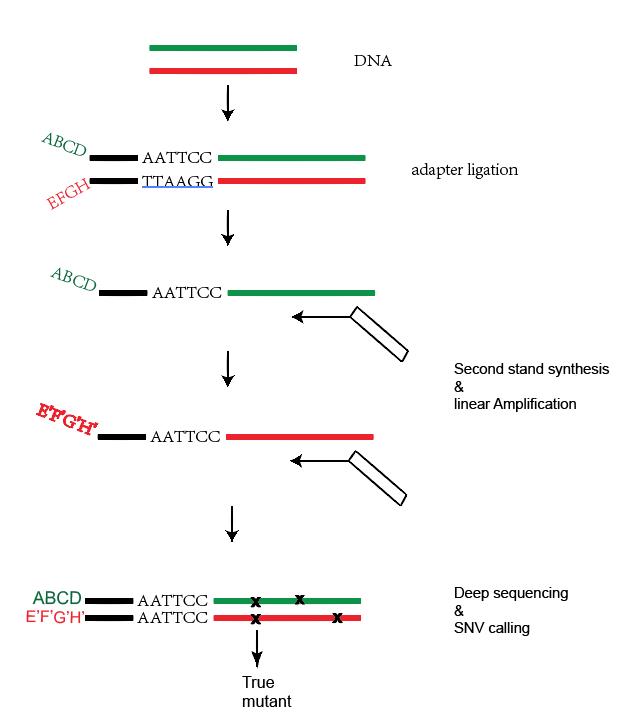 DNA
ABCD
AATTCC
EFGH
TTAAGG
adapter ligation
ABCD
AATTCC
Second stand synthesis
&
linear Amplification
E'F'G'H'
AATTCC
ABCD
AATTCC
X
X
E'F'G'H'
AATTCC
X
X
Deep sequencing
&
SNV calling
True
mutant